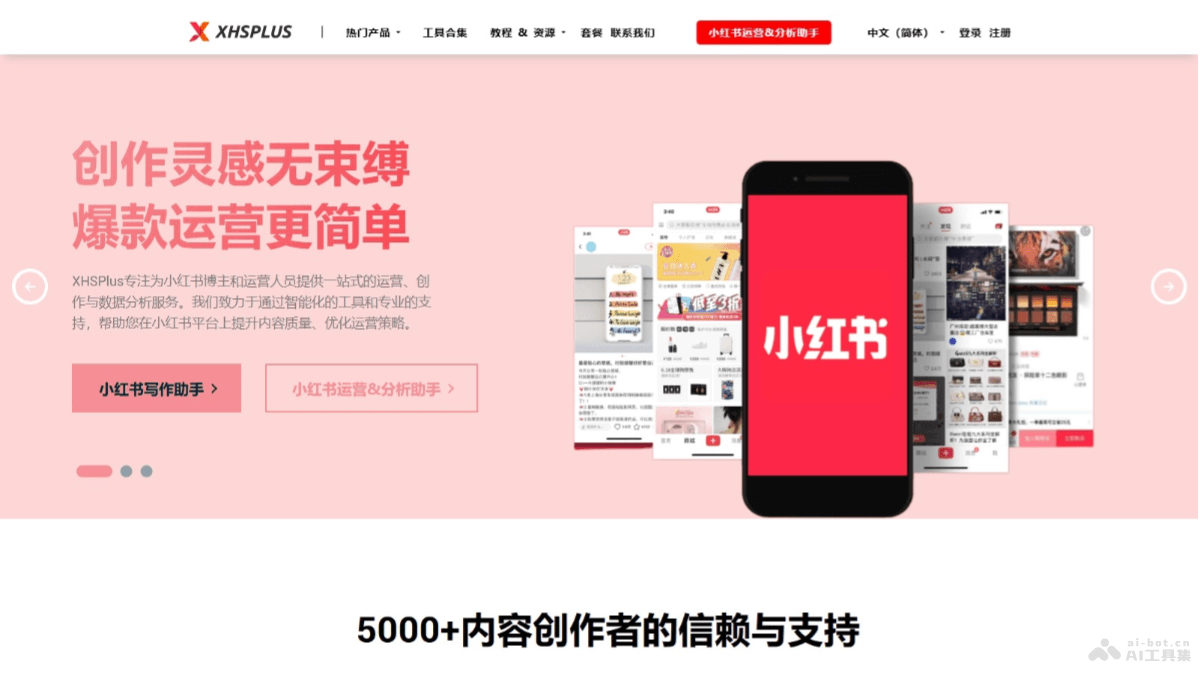 XHSPLUS
热门产品
工具合集
教程 & 资源
套餐
联系我们
小红书运营&分析助手
中文（简体）
登录
注册
创作灵感无束缚
爆款运营更简单
XHSPlus专注为小红书博主和运营人员提供一站式的运营、创
作与数据分析服务。我们致力于通过智能化的工具和专业的支
持，帮助您在小红书平台上提升内容质量、优化运营策略。
小红书写作助手
小红书运营&分析助手
小红书
5000+内容创作者的信赖与支持
ai-bot.cn
AI工具集